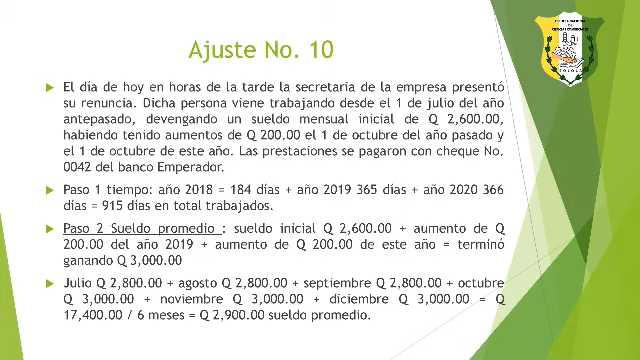 Ajuste No. 10
DE
CIENCIAS COMERCIALES
SOLOLA
El día de hoy en horas de la tarde la secretaria de la empresa presentó
su renuncia. Dicha persona viene trabajando desde el 1 de julio del año
antepasado, devengando un sueldo mensual inicial de Q 2,600.00,
habiendo tenido aumentos de Q 200.00 el 1 de octubre del año pasado y
el 1 de octubre de este año. Las prestaciones se pagaron con cheque No.
0042 del banco Emperador.
Paso 1 tiempo: año 2018 = 184 días + año 2019 365 días + año 2020 366
días = 915 días en total trabajados.
Paso 2 Sueldo promedio : sueldo inicial Q 2,600.00 + aumento de Q
200.00 del año 2019 + aumento de Q 200.00 de este año = terminó
ganando Q 3,000.00
Julio Q 2,800.00 + agosto Q 2,800.00 + septiembre Q 2,800.00 + octubre
Q 3,000.00 + noviembre Q 3,000.00 + diciembre Q 3,000.00 = Q
17,400.00 / 6 meses = Q 2,900.00 sueldo promedio.